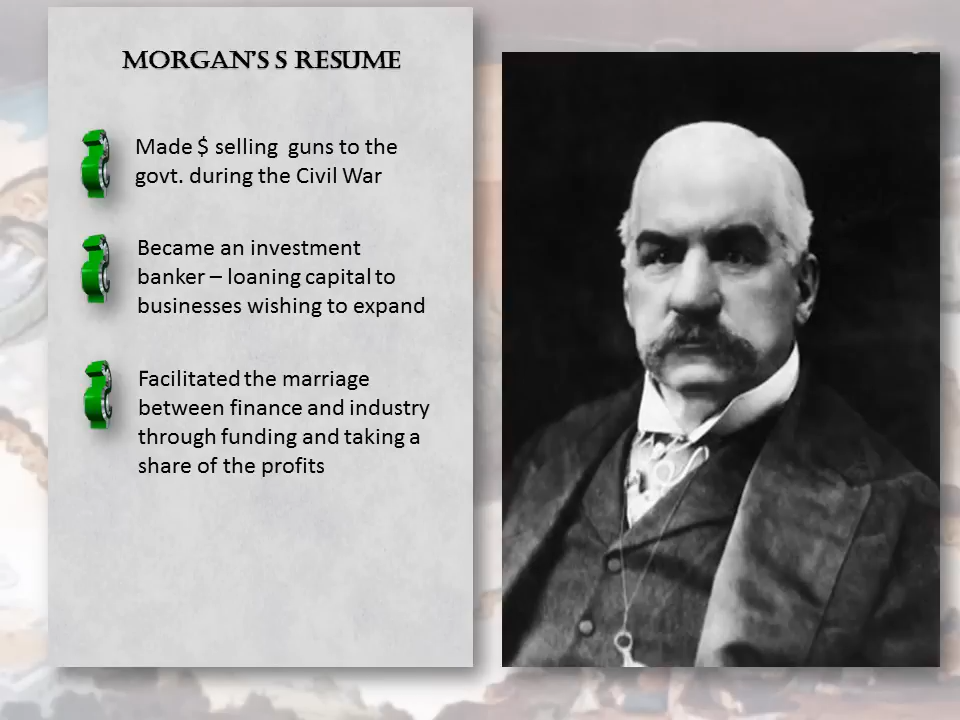 MORGAN'S S RESUME
Made $ selling guns to the
govt. during the Civil War
Became an investment
banker – loaning capital to
businesses wishing to expand
Facilitated the marriage
between finance and industry
through funding and taking a
share of the profits